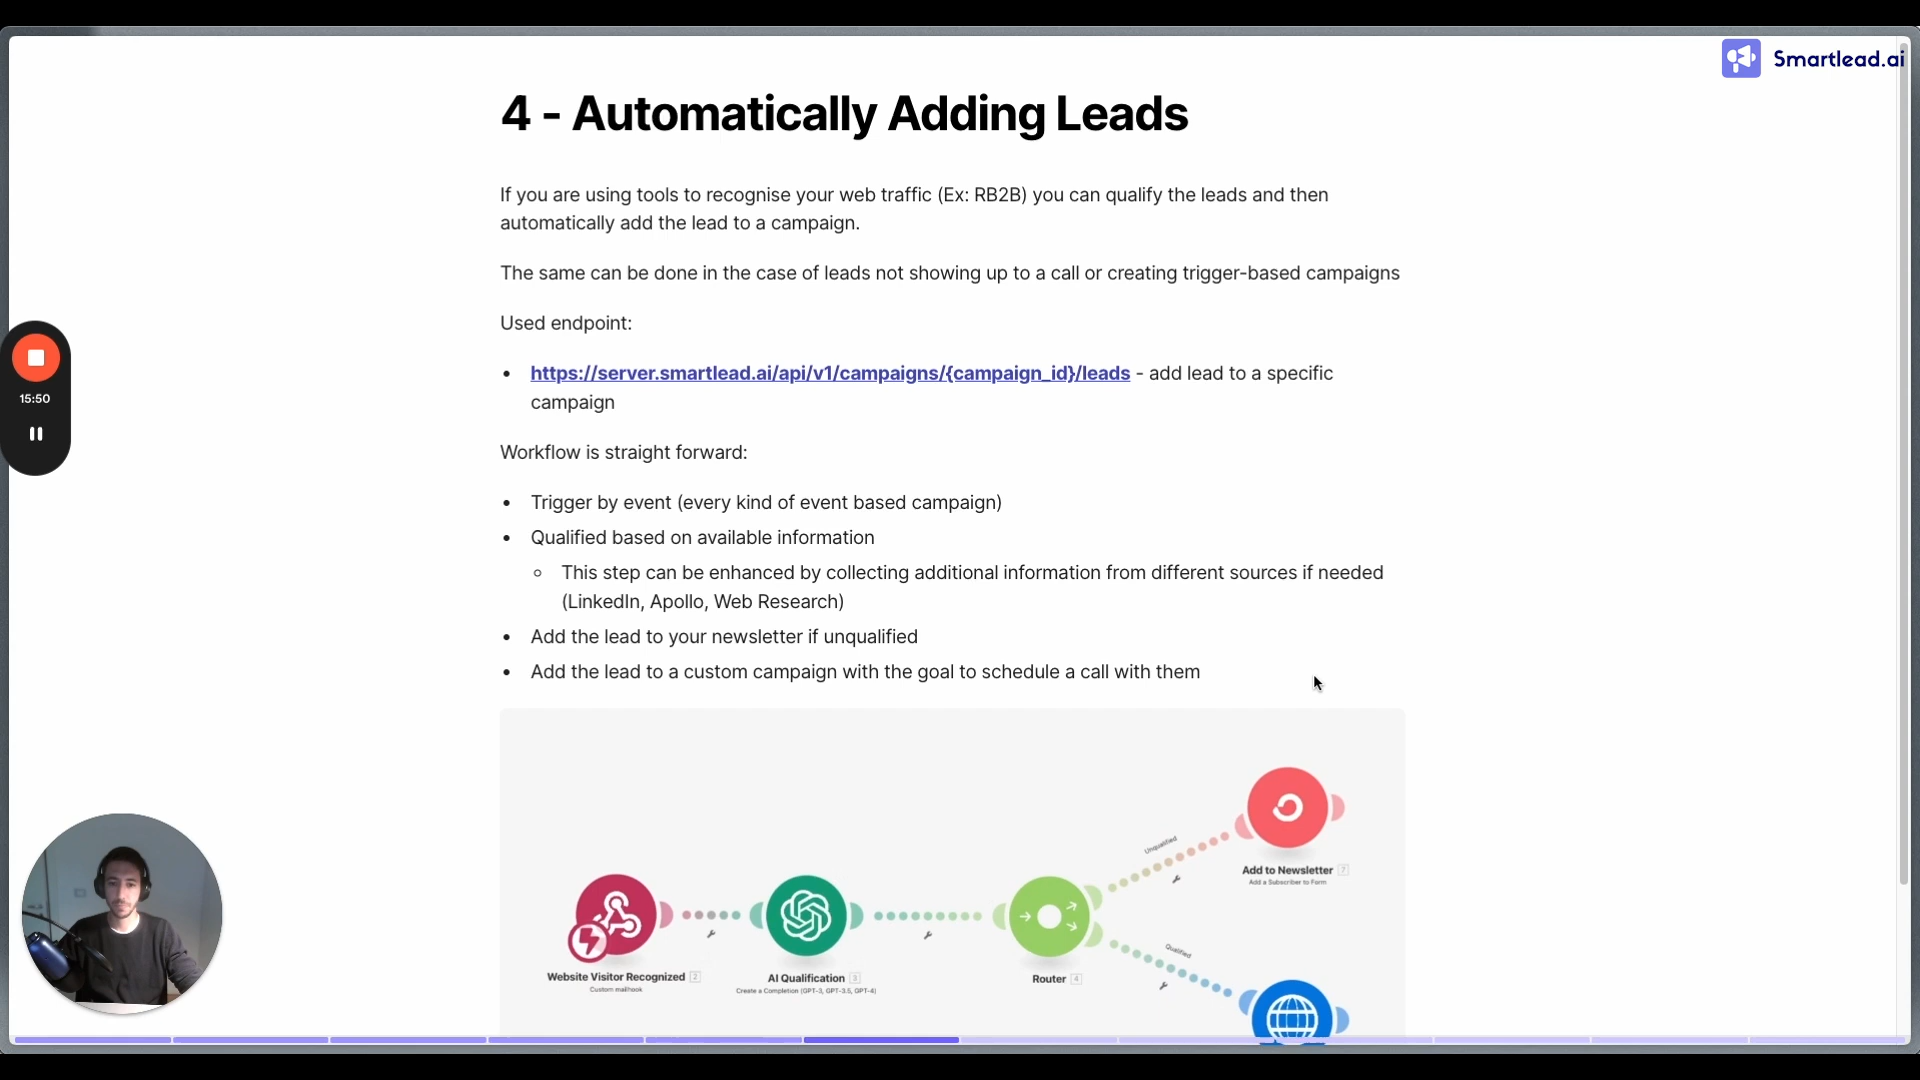 Smartlead.ai
4 - Automatically Adding Leads
If you are using tools to recognise your web traffic (Ex: RB2B) you can qualify the leads and then
automatically add the lead to a campaign.
The same can be done in the case of leads not showing up to a call or creating trigger-based campaigns
Used endpoint:
• https://server.smartlead.ai/api/v1/campaigns/{campaign_id}/leads - add lead to a specific
campaign
15:50
Workflow is straight forward:
• Trigger by event (every kind of event based campaign)
• Qualified based on available information
◦ This step can be enhanced by collecting additional information from different sources if needed
(LinkedIn, Apollo, Web Research)
• Add the lead to your newsletter if unqualified
• Add the lead to a custom campaign with the goal to schedule a call with them
Unqualified
Add to Newsletter 7
Add a Subscriber to Form
Qualified
Website Visitor Recognized 2
Custom mailhook
AI Qualification 3
Create a Completion (GPT-3, GPT-3.5, GPT-4)
Router 4